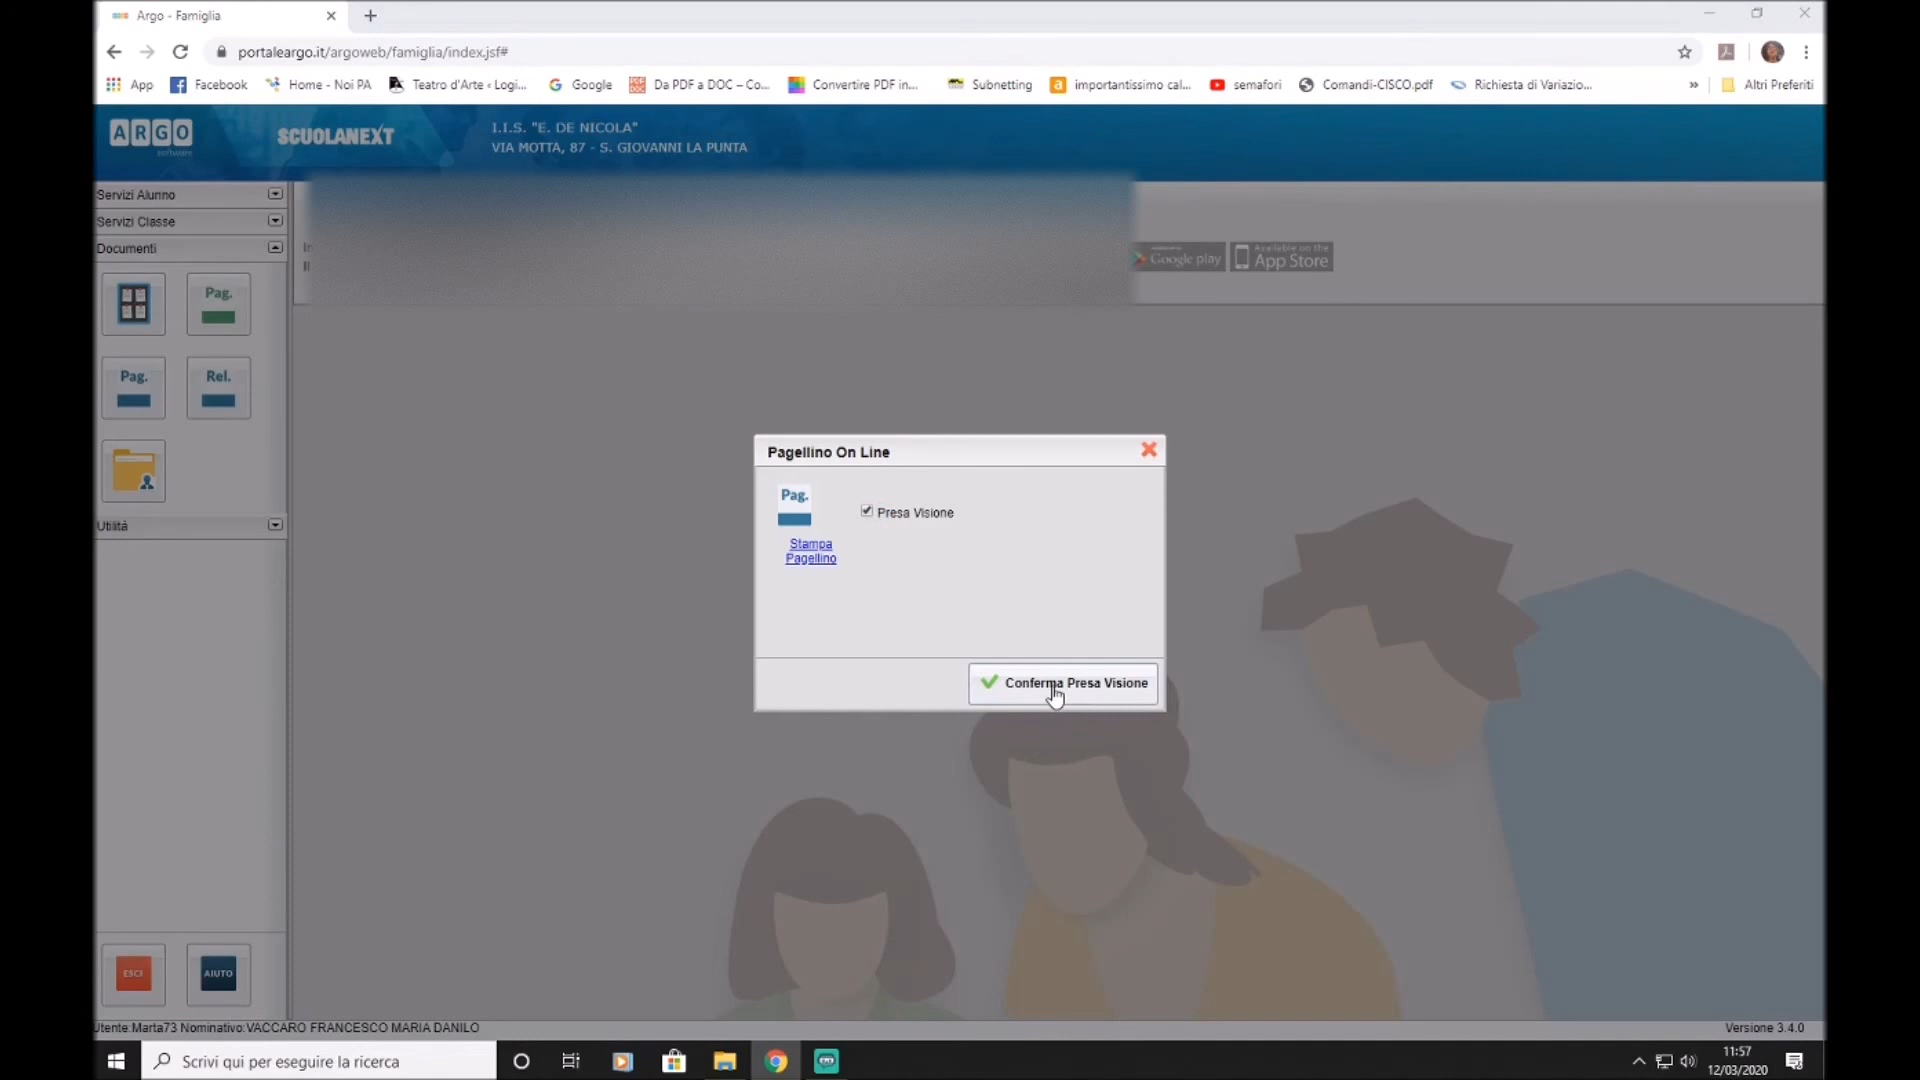 Argo - Famiglia
portaleargo.it/argoweb/famiglia/index.jsf#
App Facebook Home - Noi PA Teatro d'Arte ‹ Logi... Google Da PDF a DOC – Co... Convertire PDF in... Subnetting importantissimo cal... semafori Comandi-CISCO.pdf Richiesta di Variazio... » Altri Preferiti
ARGO
software
SCUOLANEXT
I.I.S. "E. DE NICOLA"
VIA MOTTA, 87 - S. GIOVANNI LA PUNTA
Servizi Alunno
Servizi Classe
Documenti
Google play
Available on the
App Store
Pag.
Pag.
Rel.
Utilità
Pagellino On Line
Pag.
Presa Visione
Stampa
Pagellino
Conferma Presa Visione
ESCI
AIUTO
Utente:Marta73 Nominativo:VACCARO FRANCESCO MARIA DANILO
Versione 3.4.0
Scrivi qui per eseguire la ricerca
11:57
12/03/2020